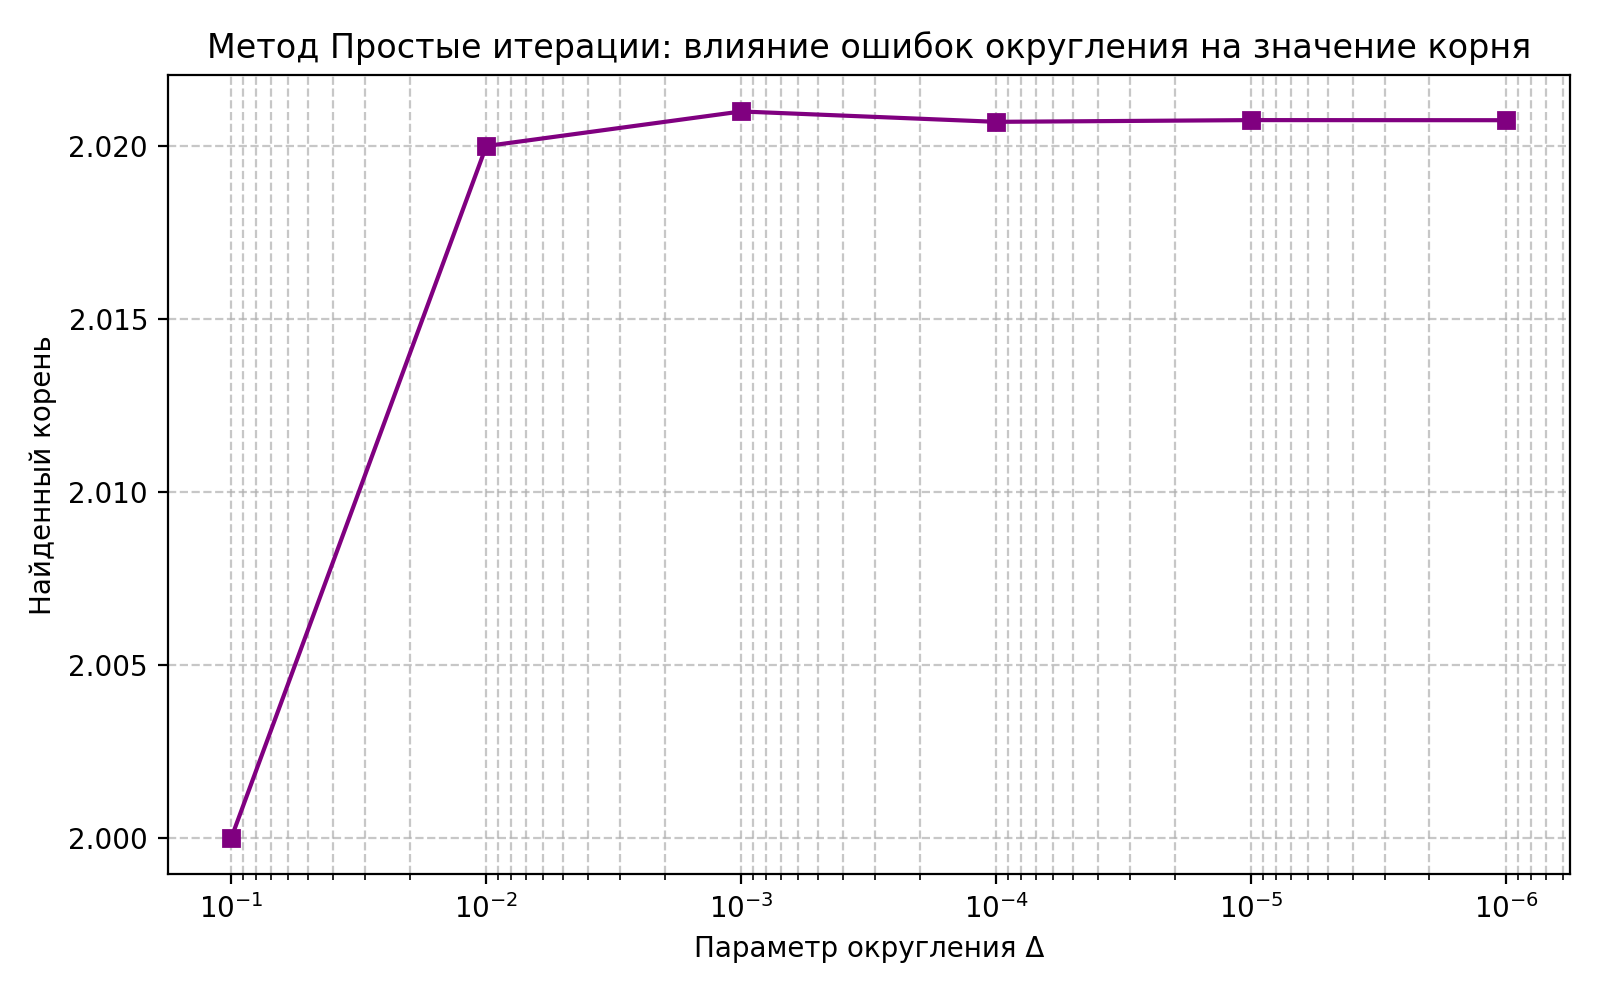 Метод Простые итерации: влияние ошибок округления на значение корня
Найденный корень
2.020
2.015
2.010
2.005
2.000
10⁻¹ 10⁻² 10⁻³ 10⁻⁴ 10⁻⁵ 10⁻⁶
Параметр округления Δ